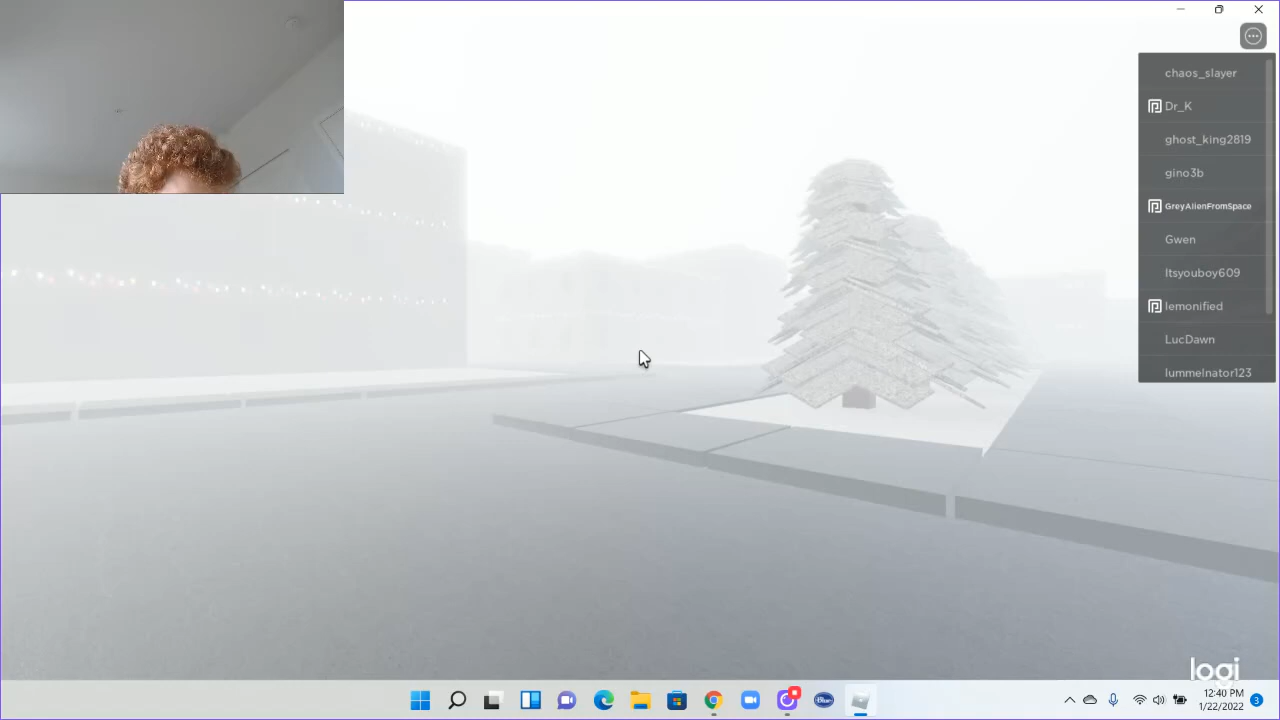 chaos_slayer
Dr_K
ghost_king2819
gino3b
GreyAlienFromSpace
Gwen
Itsyouboy609
lemonified
LucDawn
lummelnator123
logi
12:40 PM
1/22/2022
3